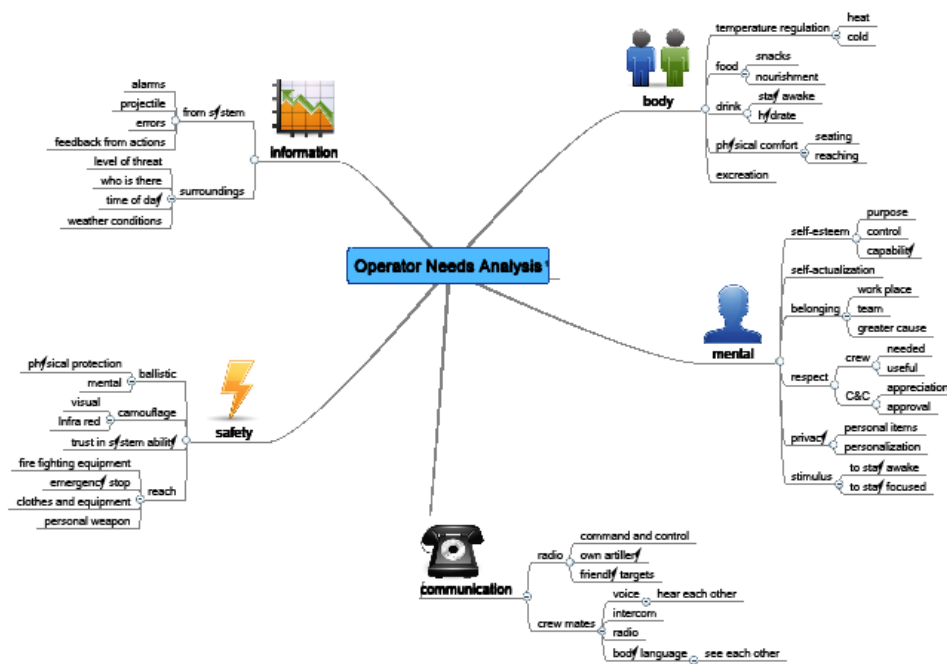 Operator Needs Analysis
information
from system
alarms
projectile
errors
feedback from actions
surroundings
level of threat
who is there
time of day
weather conditions
body
temperature regulation
heat
cold
food
snacks
nourishment
drink
stay awake
hydrate
physical comfort
seating
reaching
excreation
mental
self-esteem
purpose
control
capability
self-actualization
belonging
work place
team
greater cause
respect
crew
needed
useful
C&C
appreciation
approval
privacy
personal items
personalization
stimulus
to stay awake
to stay focused
safety
ballistic
physical protection
mental
camouflage
visual
Infra red
trust in system ability
reach
fire fighting equipment
emergency stop
clothes and equipment
personal weapon
communication
radio
command and control
own artillery
friendly targets
crew mates
voice
hear each other
intercom
radio
body language
see each other